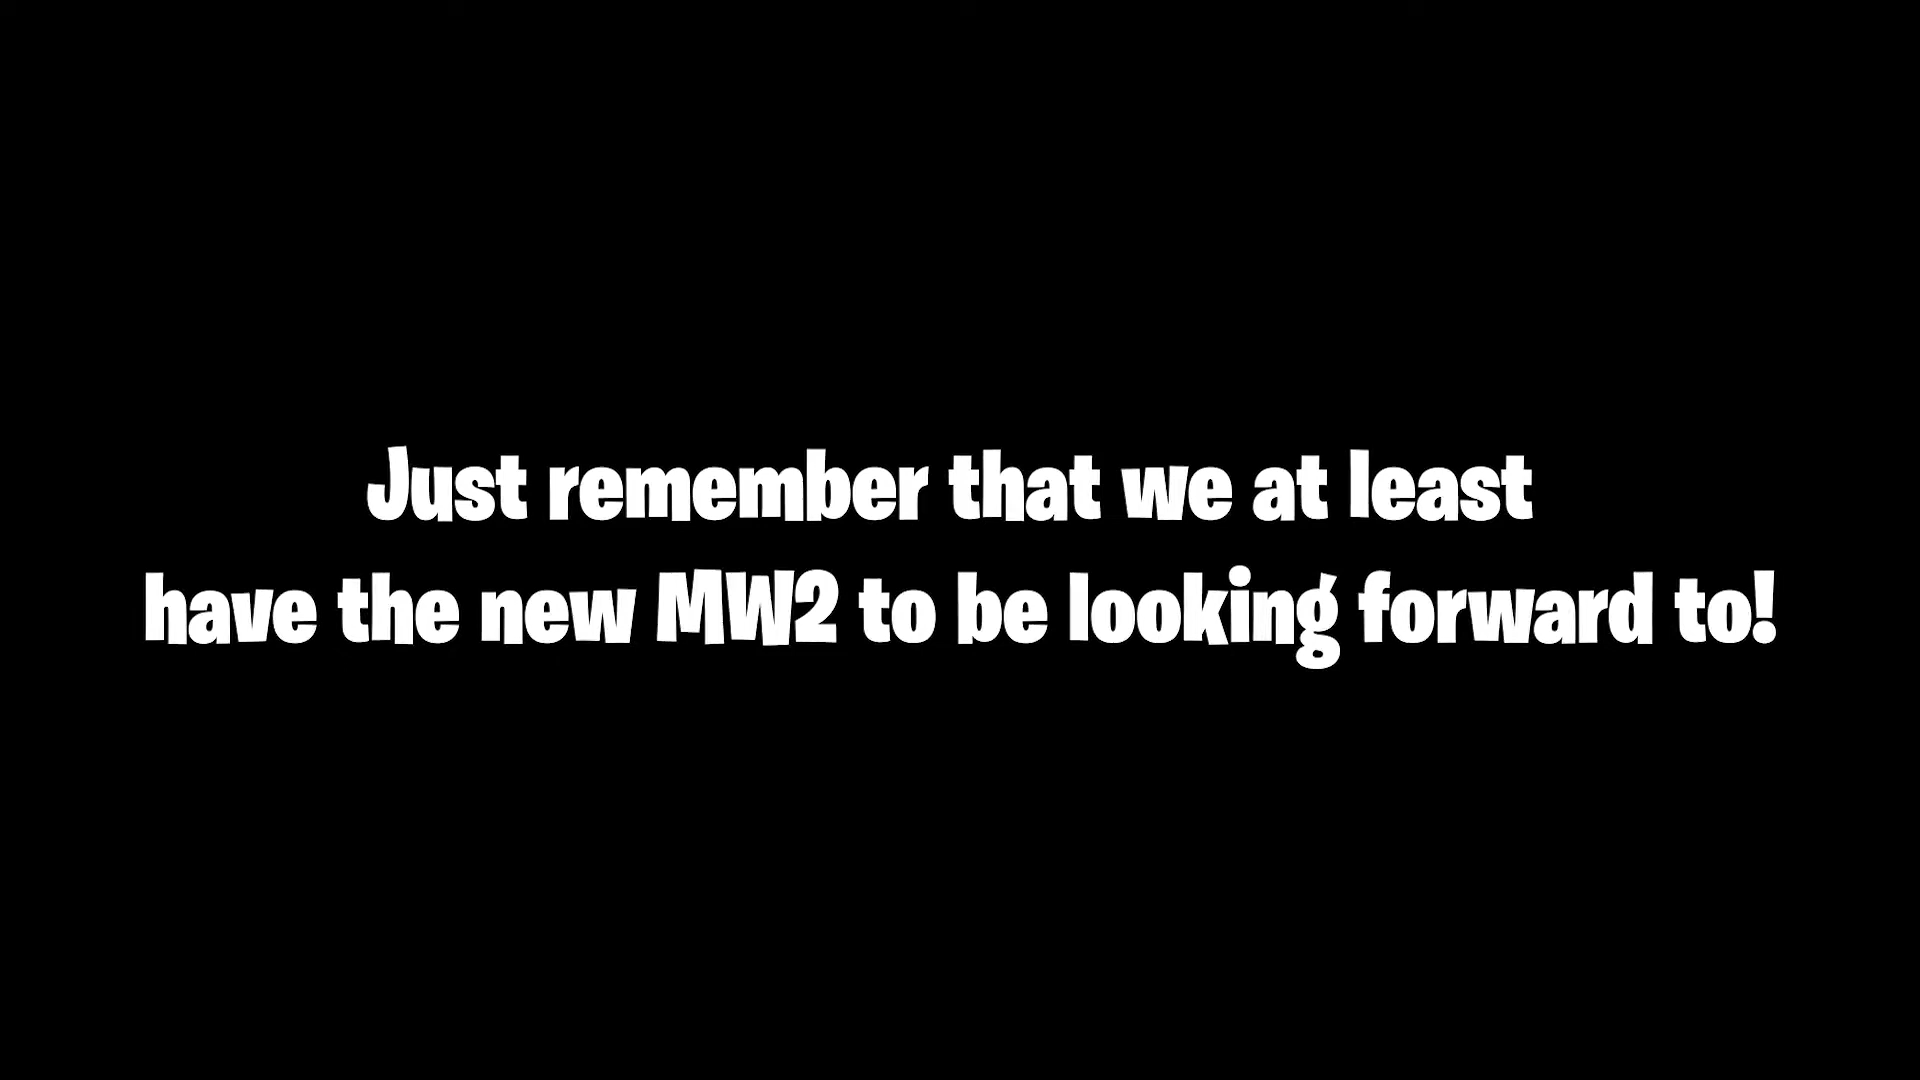 Just remember that we at least
have the new MW2 to be looking forward to!